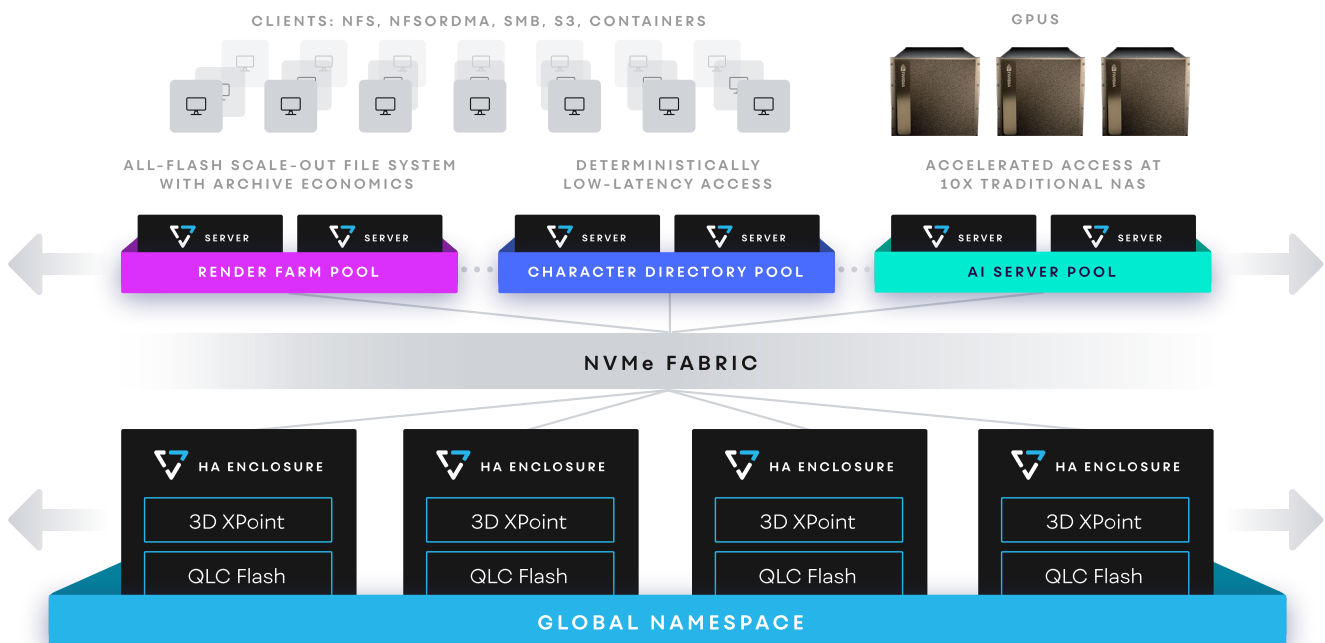 CLIENTS: NFS, NFSORDMA, SMB, S3, CONTAINERS
GPUS
ALL-FLASH SCALE-OUT FILE SYSTEM
WITH ARCHIVE ECONOMICS
DETERMINISTICALLY
LOW-LATENCY ACCESS
ACCELERATED ACCESS AT
10X TRADITIONAL NAS
SERVER
SERVER
SERVER
SERVER
SERVER
SERVER
RENDER FARM POOL
CHARACTER DIRECTORY POOL
AI SERVER POOL
NVMe FABRIC
HA ENCLOSURE
HA ENCLOSURE
HA ENCLOSURE
HA ENCLOSURE
3D XPoint
3D XPoint
3D XPoint
3D XPoint
QLC Flash
QLC Flash
QLC Flash
QLC Flash
GLOBAL NAMESPACE